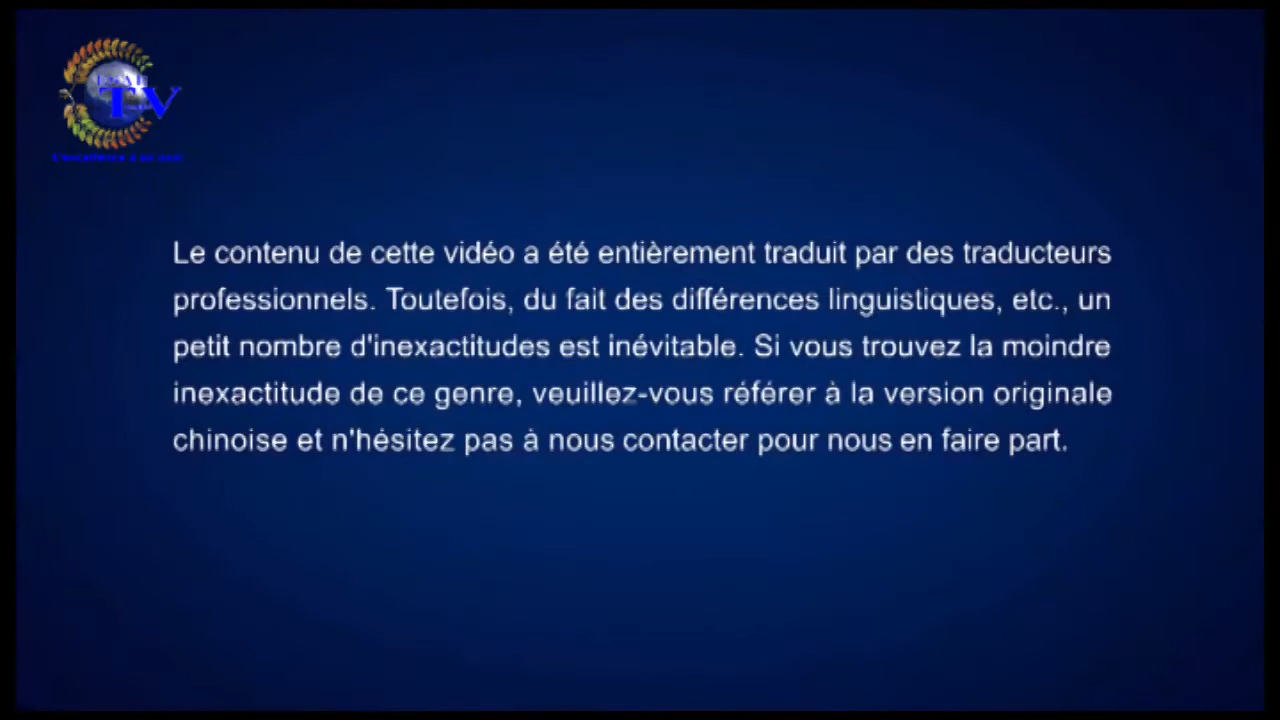 TV
Le contenu de cette vidéo a été entièrement traduit par des traducteurs
professionnels. Toutefois, du fait des différences linguistiques, etc., un
petit nombre d'inexactitudes est inévitable. Si vous trouvez la moindre
inexactitude de ce genre, veuillez-vous référer à la version originale
chinoise et n'hésitez pas à nous contacter pour nous en faire part.